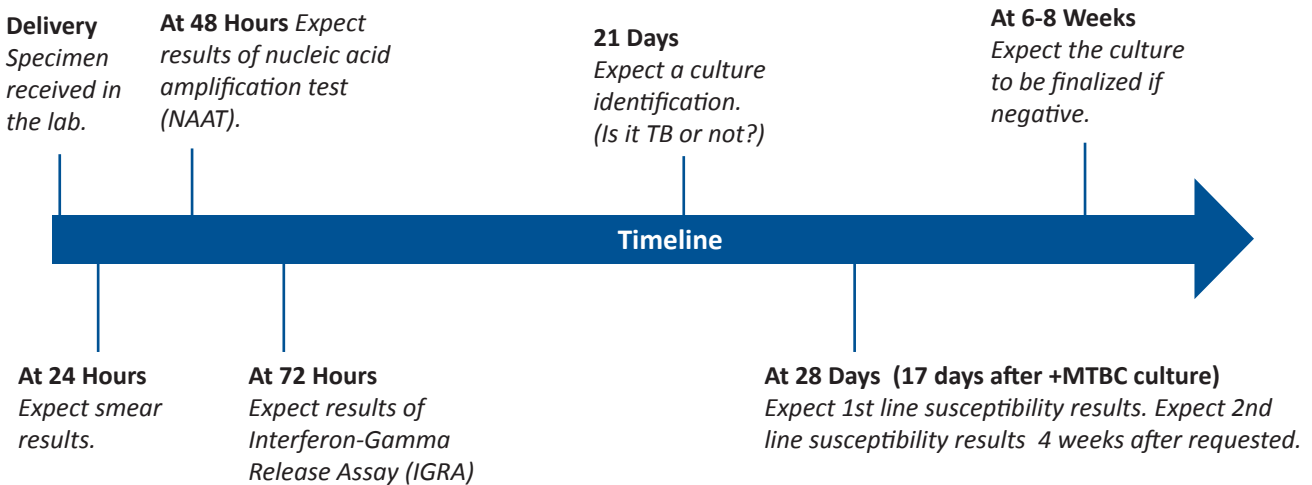 Delivery
Specimen
received in
the lab.
At 48 Hours Expect
results of nucleic acid
amplification test
(NAAT).
21 Days
Expect a culture
identification.
(Is it TB or not?)
At 6-8 Weeks
Expect the culture
to be finalized if
negative.
Timeline
At 24 Hours
Expect smear
results.
At 72 Hours
Expect results of
Interferon-Gamma
Release Assay (IGRA)
At 28 Days  (17 days after +MTBC culture)
Expect 1st line susceptibility results. Expect 2nd
line susceptibility results  4 weeks after requested.